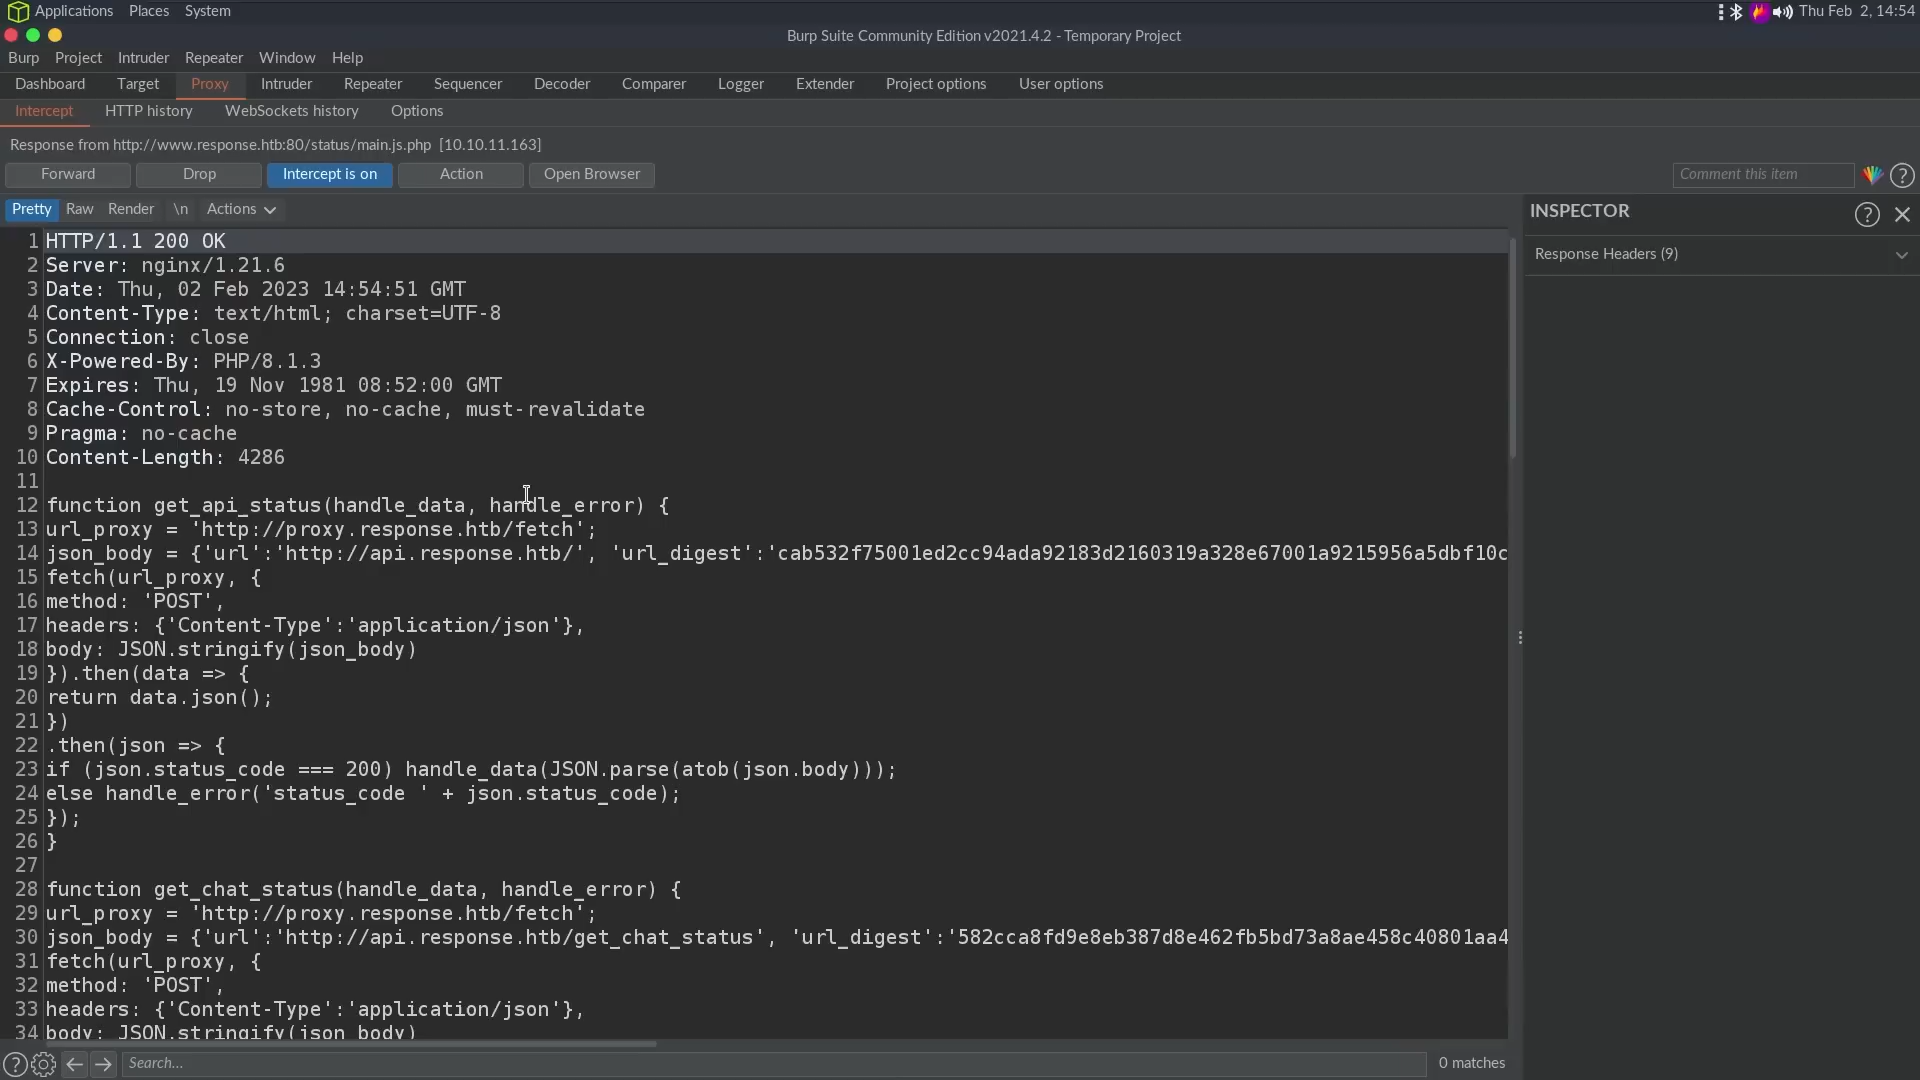 Applications Places System Thu Feb 2, 14:54
Burp Suite Community Edition v2021.4.2 - Temporary Project
Burp Project Intruder Repeater Window Help
Dashboard Target Proxy Intruder Repeater Sequencer Decoder Comparer Logger Extender Project options User options
Intercept HTTP history WebSockets history Options
Response from http://www.response.htb:80/status/main.js.php [10.10.11.163]
Forward Drop Intercept is on Action Open Browser Comment this item ?
Pretty Raw Render \n Actions
INSPECTOR ?
Response Headers (9)
1 HTTP/1.1 200 OK
2 Server: nginx/1.21.6
3 Date: Thu, 02 Feb 2023 14:54:51 GMT
4 Content-Type: text/html; charset=UTF-8
5 Connection: close
6 X-Powered-By: PHP/8.1.3
7 Expires: Thu, 19 Nov 1981 08:52:00 GMT
8 Cache-Control: no-store, no-cache, must-revalidate
9 Pragma: no-cache
10 Content-Length: 4286
11
12 function get_api_status(handle_data, handle_error) {
13 url_proxy = 'http://proxy.response.htb/fetch';
14 json_body = {'url':'http://api.response.htb/', 'url_digest':'cab532f75001ed2cc94ada92183d2160319a328e67001a9215956a5dbf10c
15 fetch(url_proxy, {
16 method: 'POST',
17 headers: {'Content-Type':'application/json'},
18 body: JSON.stringify(json_body)
19 }).then(data => {
20 return data.json();
21 })
22 .then(json => {
23 if (json.status_code === 200) handle_data(JSON.parse(atob(json.body)));
24 else handle_error('status_code ' + json.status_code);
25 });
26 }
27
28 function get_chat_status(handle_data, handle_error) {
29 url_proxy = 'http://proxy.response.htb/fetch';
30 json_body = {'url':'http://api.response.htb/get_chat_status', 'url_digest':'582cca8fd9e8eb387d8e462fb5bd73a8ae458c40801aa4
31 fetch(url_proxy, {
32 method: 'POST',
33 headers: {'Content-Type':'application/json'},
34 body: JSON.stringify(json_body)
? Search... 0 matches